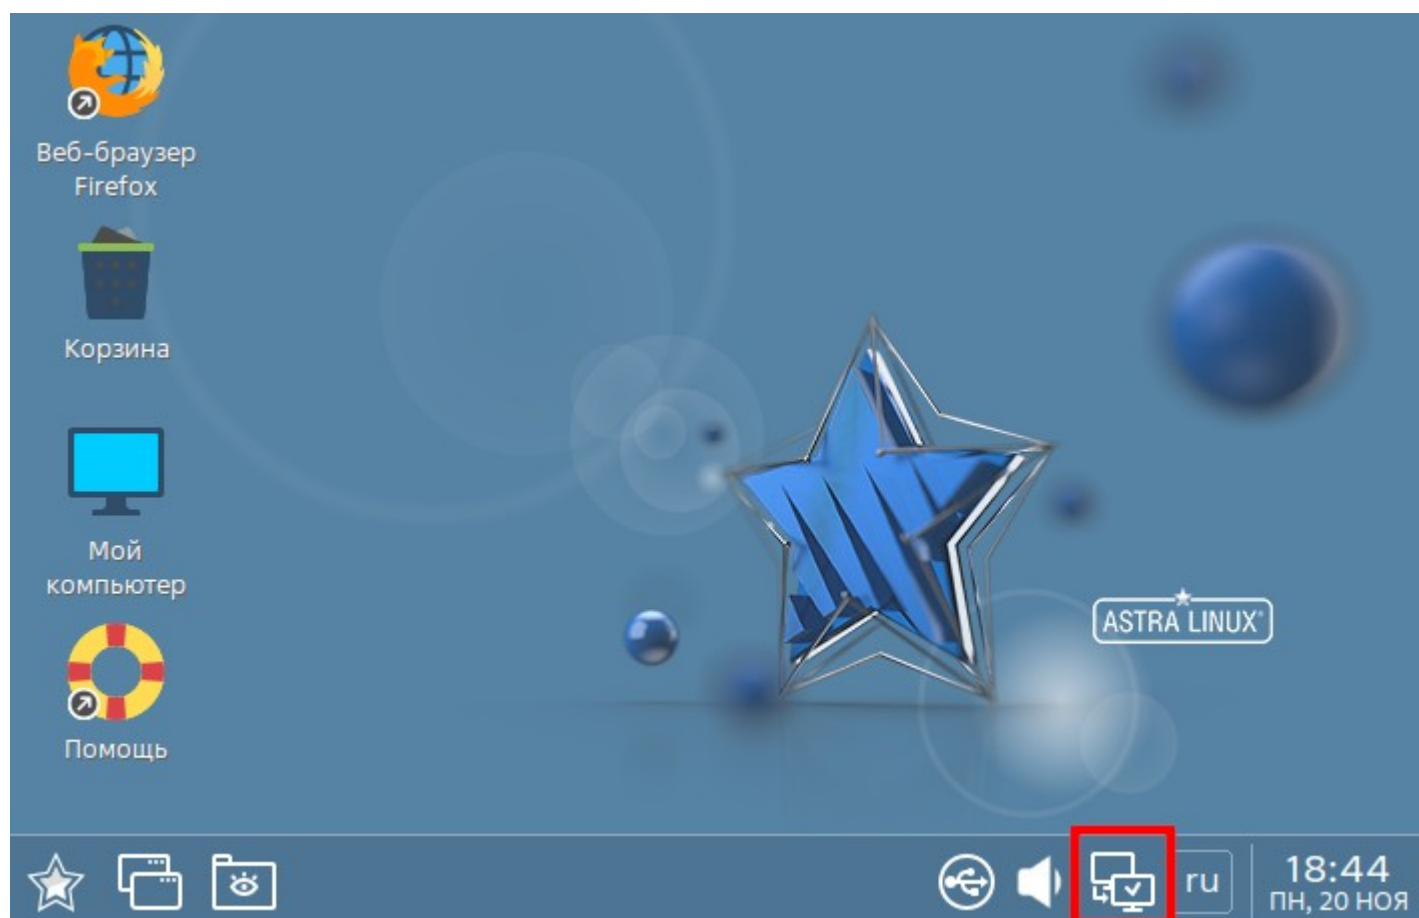 Веб-браузер
Firefox
Корзина
Мой
компьютер
ASTRA LINUX®
Помощь
ru
18:44
ПН, 20 НОЯ